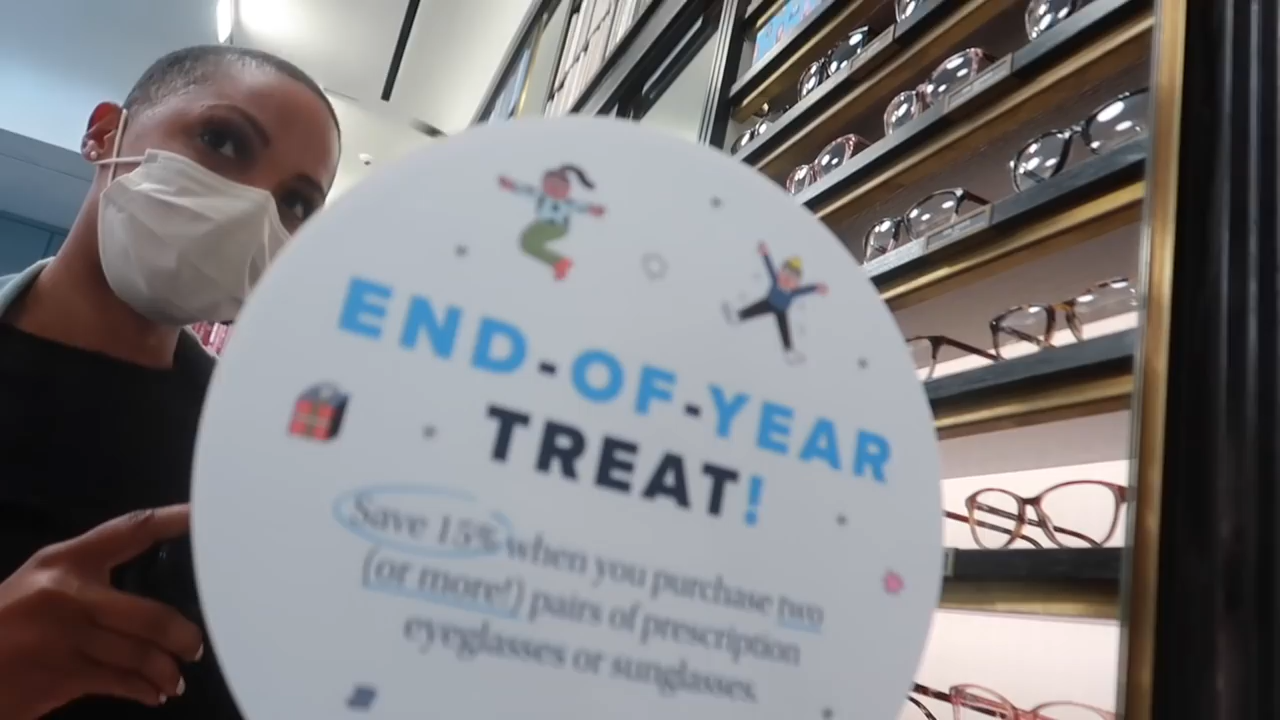 END-OF-YEAR
TREAT!
Save 15% when you purchase two
(or more!) pairs of prescription
eyeglasses or sunglasses.